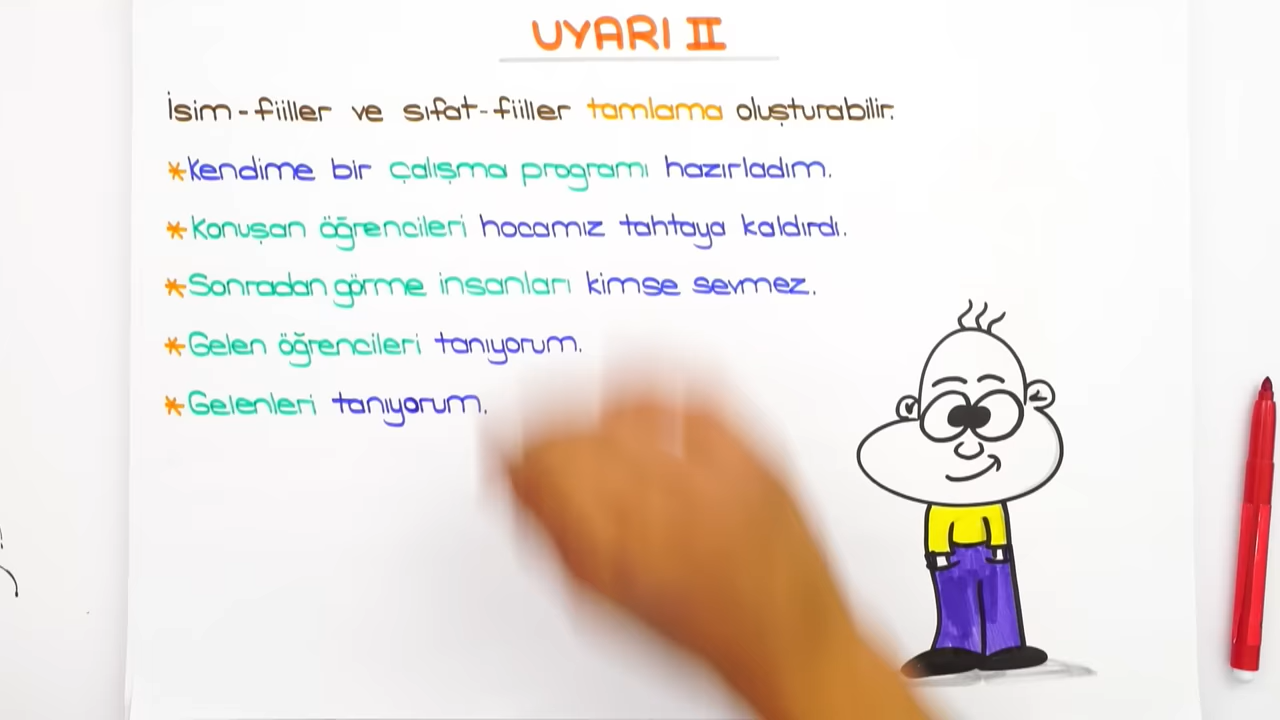 UYARI II
İsim-fiiller ve sıfat-fiiller tamlama oluşturabilir.
*Kendime bir çalışma programı hazırladım.
*Konuşan öğrencileri hocamız tahtaya kaldırdı.
*Sonradan görme insanları kimse sevmez.
*Gelen öğrencileri tanıyorum.
*Gelenleri tanıyorum.